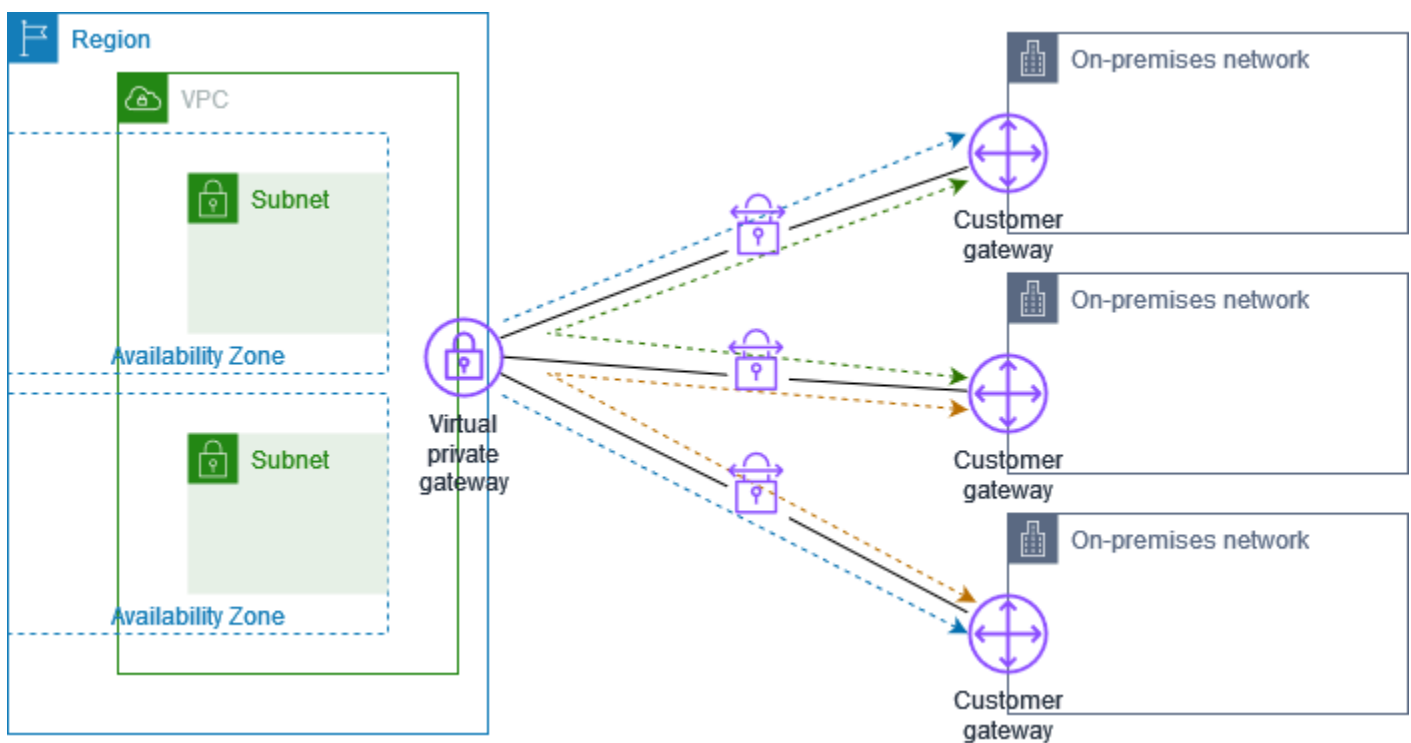 Region
VPC
Subnet
Availability Zone
Subnet
Availability Zone
Virtual
private
gateway
On-premises network
Customer
gateway
On-premises network
Customer
gateway
On-premises network
Customer
gateway